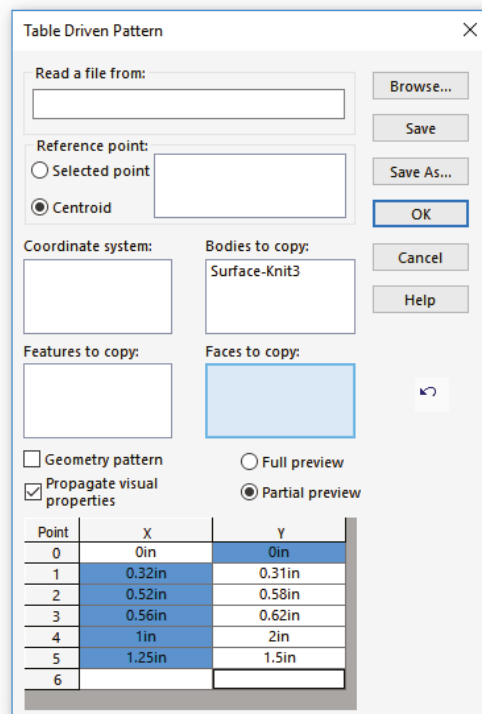 Table Driven Pattern
Read a file from:
Browse...
Save
Reference point:
Selected point
Save As...
Centroid
OK
Coordinate system:
Bodies to copy:
Cancel
Surface-Knit3
Help
Features to copy:
Faces to copy:
Geometry pattern
Full preview
Propagate visual
properties
Partial preview
Point X Y
0 0in 0in
1 0.32in 0.31in
2 0.52in 0.58in
3 0.56in 0.62in
4 1in 2in
5 1.25in 1.5in
6